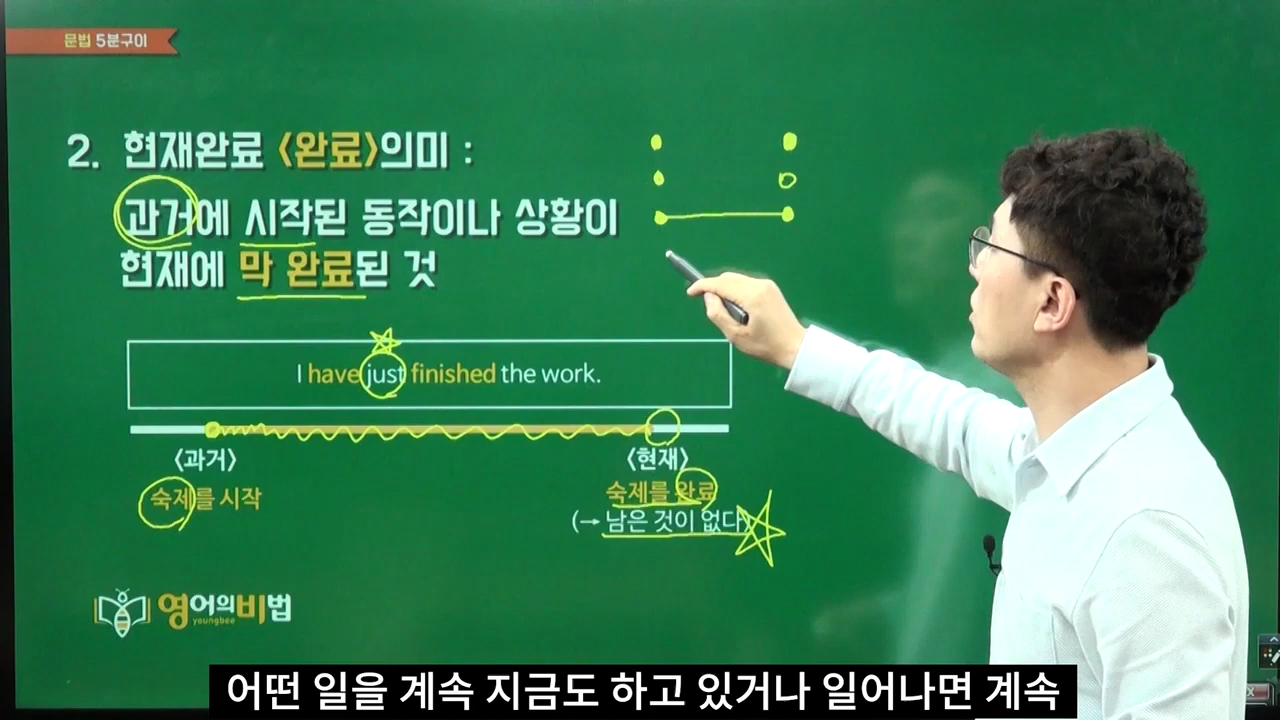 문법 5분구이
2. 현재완료 <완료>의미 :
과거에 시작된 동작이나 상황이
현재에 막 완료된 것
I have just finished the work.
<과거>
<현재>
숙제를 시작
숙제를 완료
(→ 남은 것이 없다)
영어의비법
youngbee
어떤 일을 계속 지금도 하고 있거나 일어나면 계속